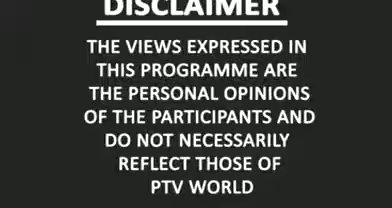 DISCLAIMER
THE VIEWS EXPRESSED IN
THIS PROGRAMME ARE
THE PERSONAL OPINIONS
OF THE PARTICIPANTS AND
DO NOT NECESSARILY
REFLECT THOSE OF
PTV WORLD